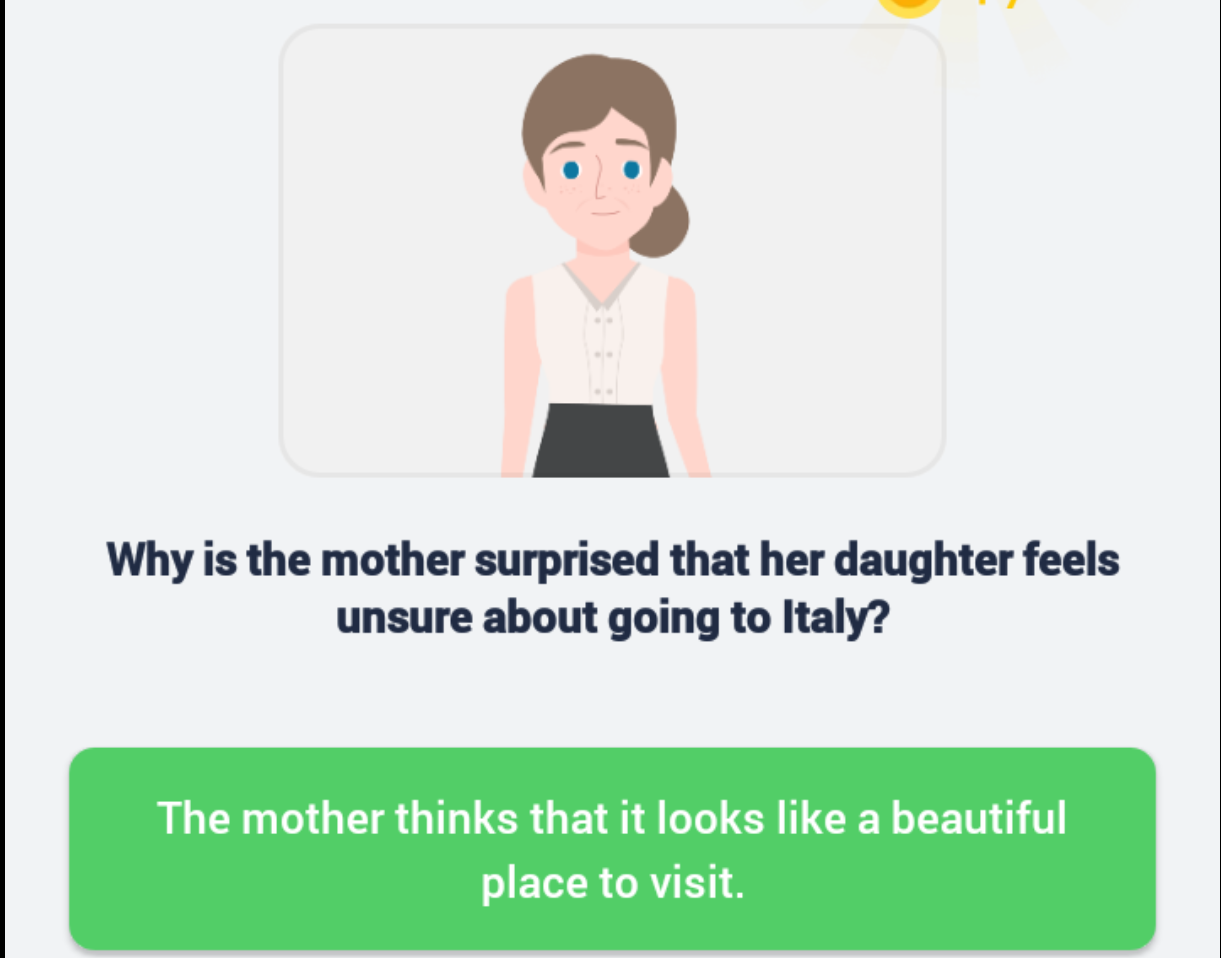 Why is the mother surprised that her daughter feels
unsure about going to Italy?
The mother thinks that it looks like a beautiful
place to visit.